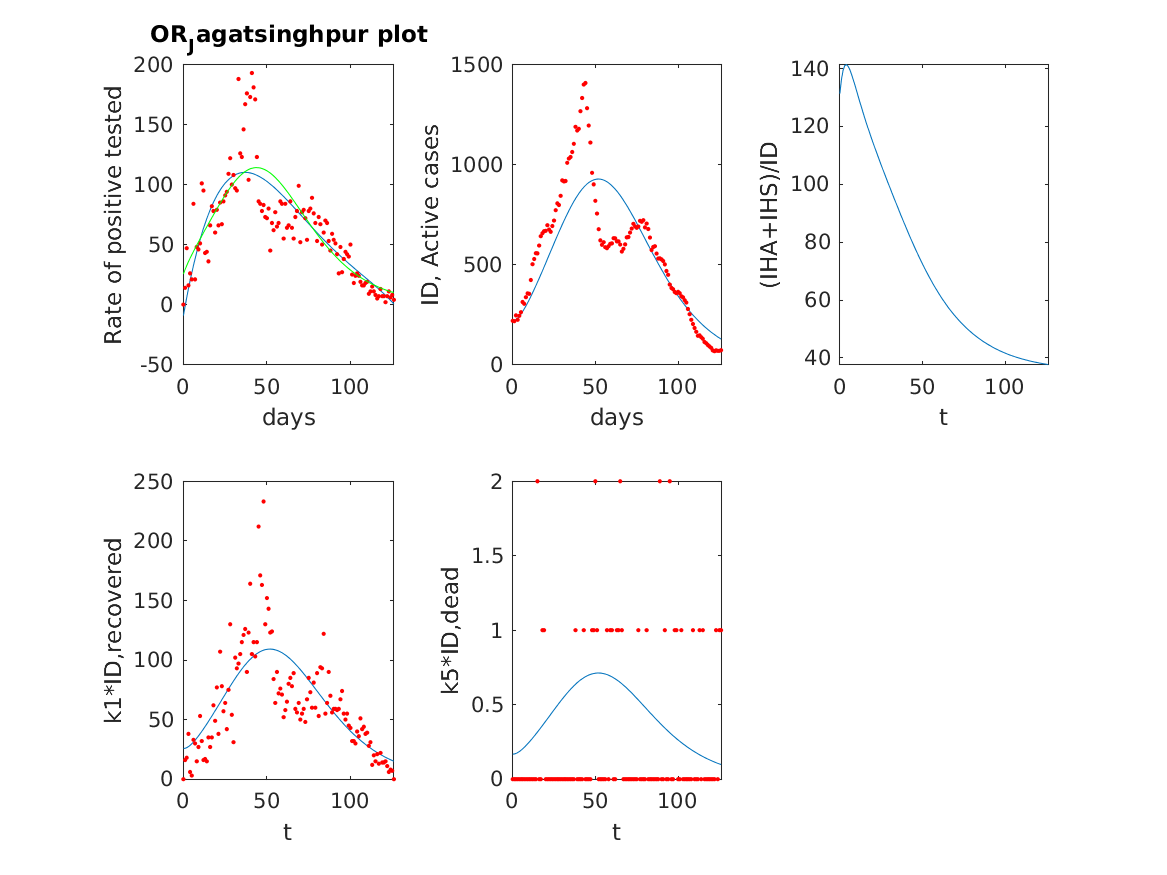 OR_Jagatsinghpur plot
200
150
100
50
0
-50
0 50 100
days
Rate of positive tested
1500
1000
500
0
0 50 100
days
ID, Active cases
140
120
100
80
60
40
0 50 100
t
(IHA+IHS)/ID
250
200
150
100
50
0
0 50 100
t
k1*ID,recovered
2
1.5
1
0.5
0
0 50 100
t
k5*ID,dead